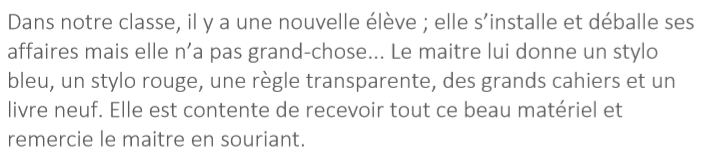 Dans notre classe, il y a une nouvelle élève ; elle s’installe et déballe ses
affaires mais elle n’a pas grand-chose... Le maitre lui donne un stylo
bleu, un stylo rouge, une règle transparente, des grands cahiers et un
livre neuf. Elle est contente de recevoir tout ce beau matériel et
remercie le maitre en souriant.